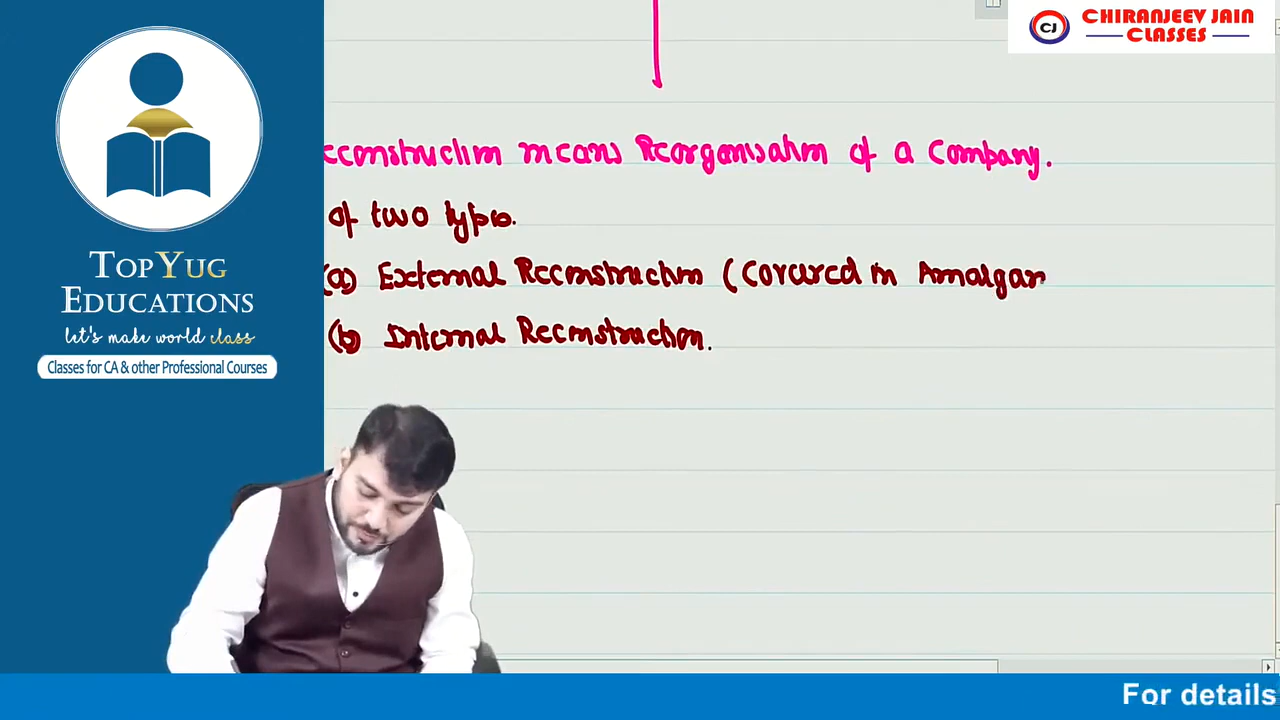 CHIRANJEEV JAIN
CLASSES
CJ
TOPYUG
EDUCATIONS
let's make world class
Classes for CA & other Professional Courses
econstruction means Reorganisation of a Company.
of two types.
(a) External Reconstruction (Covered in Amalgam
(b) Internal Reconstruction.
For details